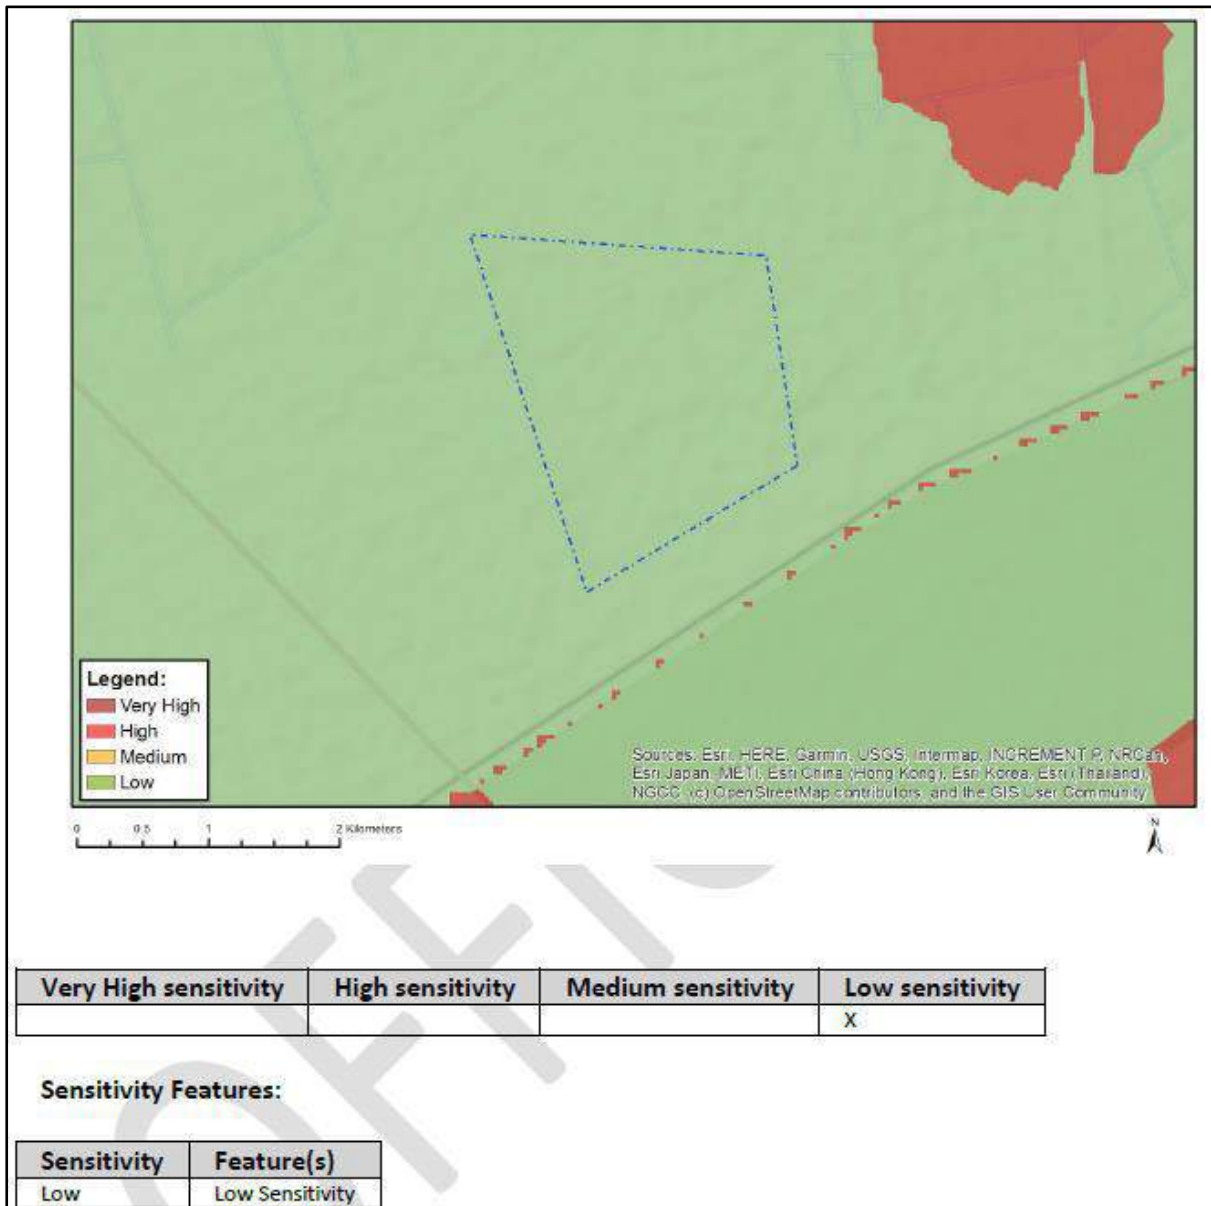 Legend:
Very High
High
Medium
Low
Sources: Esri, HERE, Garmin, USGS, Intermap, INCREMENT P, NRCan,
Esri Japan, METI, Esri China (Hong Kong), Esri Korea, Esri (Thailand),
NGCC, (c) OpenStreetMap contributors, and the GIS User Community
0 0.5 1 2 Kilometers
N
Very High sensitivity High sensitivity Medium sensitivity Low sensitivity
X
Sensitivity Features:
Sensitivity Feature(s)
Low Low Sensitivity